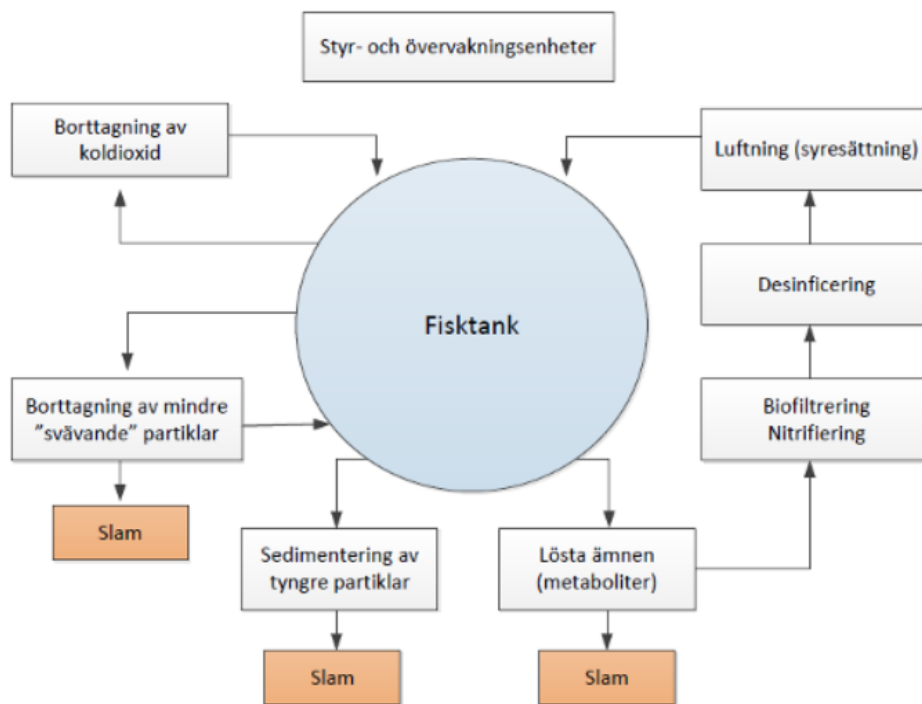 Styr- och övervakningsenheter
Borttagning av
koldioxid
Luftning (syresättning)
Desinficering
Fisktank
Borttagning av mindre
”svävande” partiklar
Biofiltrering
Nitrifiering
Slam
Sedimentering av
tyngre partiklar
Lösta ämnen
(metaboliter)
Slam
Slam